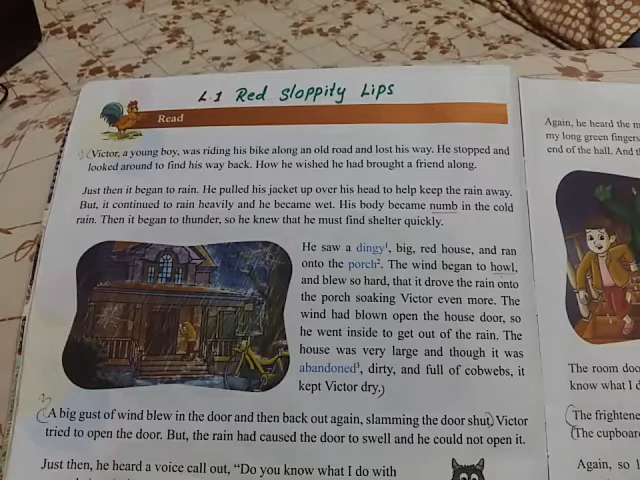 L 1 Red Sloppity Lips
Read
Victor, a young boy, was riding his bike along an old road and lost his way. He stopped and
looked around to find his way back. How he wished he had brought a friend along.
Just then it began to rain. He pulled his jacket up over his head to help keep the rain away.
But, it continued to rain heavily and he became wet. His body became numb in the cold
rain. Then it began to thunder, so he knew that he must find shelter quickly.
He saw a dingy¹, big, red house, and ran
onto the porch². The wind began to howl,
and blew so hard, that it drove the rain onto
the porch soaking Victor even more. The
wind had blown open the house door, so
he went inside to get out of the rain. The
house was very large and though it was
abandoned³, dirty, and full of cobwebs, it
kept Victor dry.)
(A big gust of wind blew in the door and then back out again, slamming the door shut.) Victor
tried to open the door. But, the rain had caused the door to swell and he could not open it.
Just then, he heard a voice call out, “Do you know what I do with
Again, he heard the m
my long green fingers
end of the hall. And t
The room doo
know what I d
(The frightene
(The cupboar
Again, so l